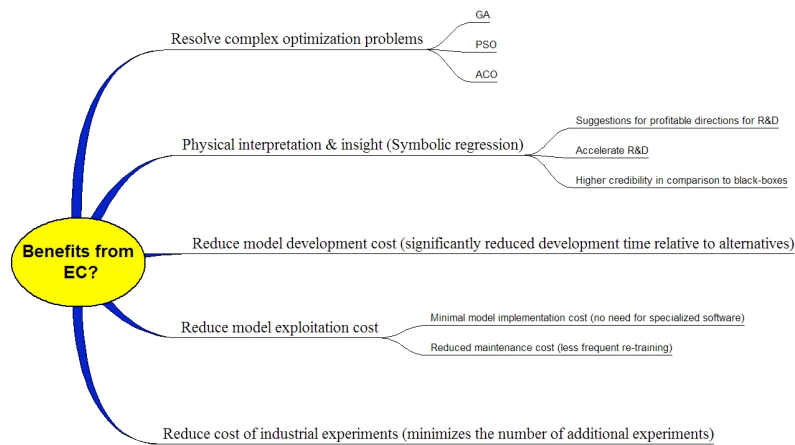 Resolve complex optimization problems
GA
PSO
ACO
Physical interpretation & insight (Symbolic regression)
Suggestions for profitable directions for R&D
Accelerate R&D
Higher credibility in comparison to black-boxes
Benefits from
EC?
Reduce model development cost (significantly reduced development time relative to alternatives)
Reduce model exploitation cost
Minimal model implementation cost (no need for specialized software)
Reduced maintenance cost (less frequent re-training)
Reduce cost of industrial experiments (minimizes the number of additional experiments)